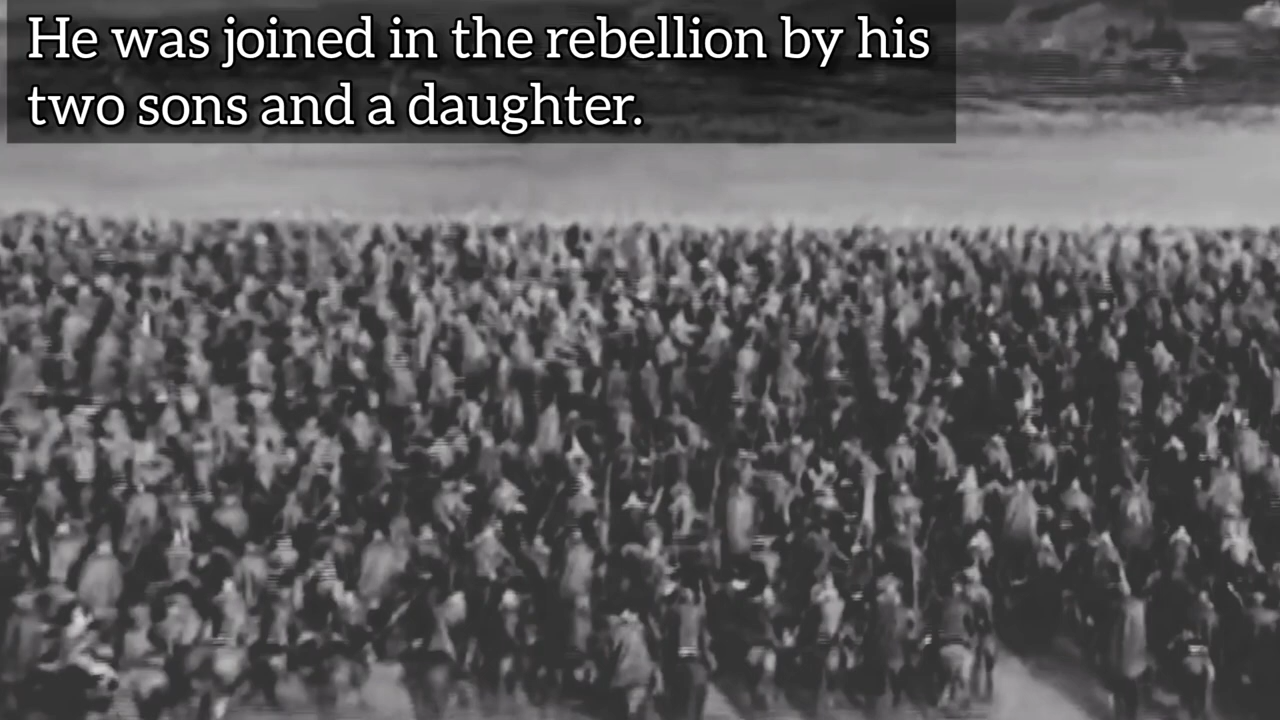 He was joined in the rebellion by his
two sons and a daughter.